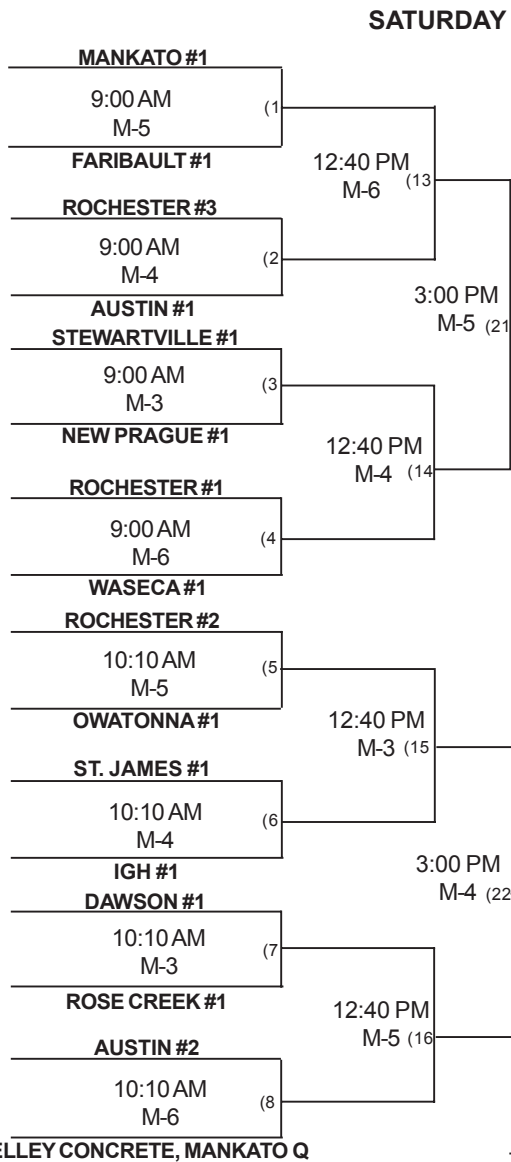 SATURDAY
MANKATO #1
9:00 AM
M-5
(1
FARIBAULT #1
12:40 PM
M-6
(13
ROCHESTER #3
9:00 AM
M-4
(2
AUSTIN #1
3:00 PM
M-5 (21
STEWARTVILLE #1
9:00 AM
M-3
(3
NEW PRAGUE #1
12:40 PM
M-4 (14
ROCHESTER #1
9:00 AM
M-6
(4
WASECA #1
ROCHESTER #2
10:10 AM
M-5
(5
OWATONNA #1
12:40 PM
M-3 (15
ST. JAMES #1
10:10 AM
M-4
(6
IGH #1
3:00 PM
M-4 (22
DAWSON #1
10:10 AM
M-3
(7
ROSE CREEK #1
12:40 PM
M-5 (16
AUSTIN #2
10:10 AM
M-6
(8
ELLEY CONCRETE, MANKATO Q